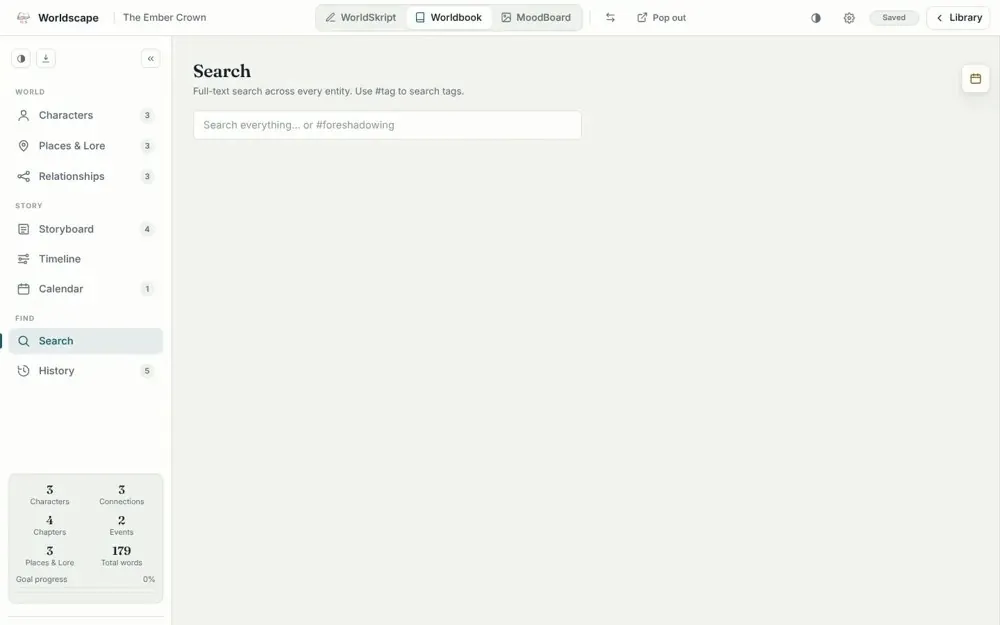 Worldscape
The Ember Crown
WorldSkript
Worldbook
MoodBoard
Pop out
Saved
Library
WORLD
Characters 3
Places & Lore 3
Relationships 3
STORY
Storyboard 4
Timeline
Calendar 1
FIND
Search
History 5
3 3
Characters Connections
4 2
Chapters Events
3 179
Places & Lore Total words
Goal progress 0%
Search
Full-text search across every entity. Use #tag to search tags.
Search everything... or #foreshadowing